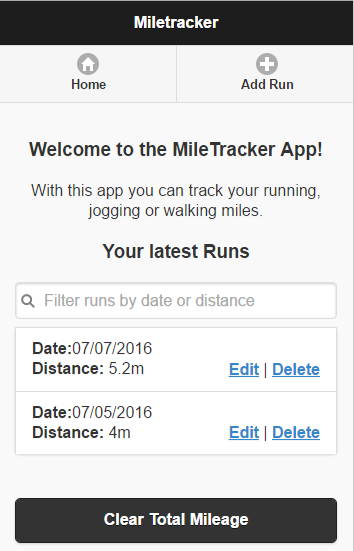 Miletracker
Home
Add Run
Welcome to the MileTracker App!
With this app you can track your running,
jogging or walking miles.
Your latest Runs
Filter runs by date or distance
Date:07/07/2016
Distance: 5.2m
Edit | Delete
Date:07/05/2016
Distance: 4m
Edit | Delete
Clear Total Mileage